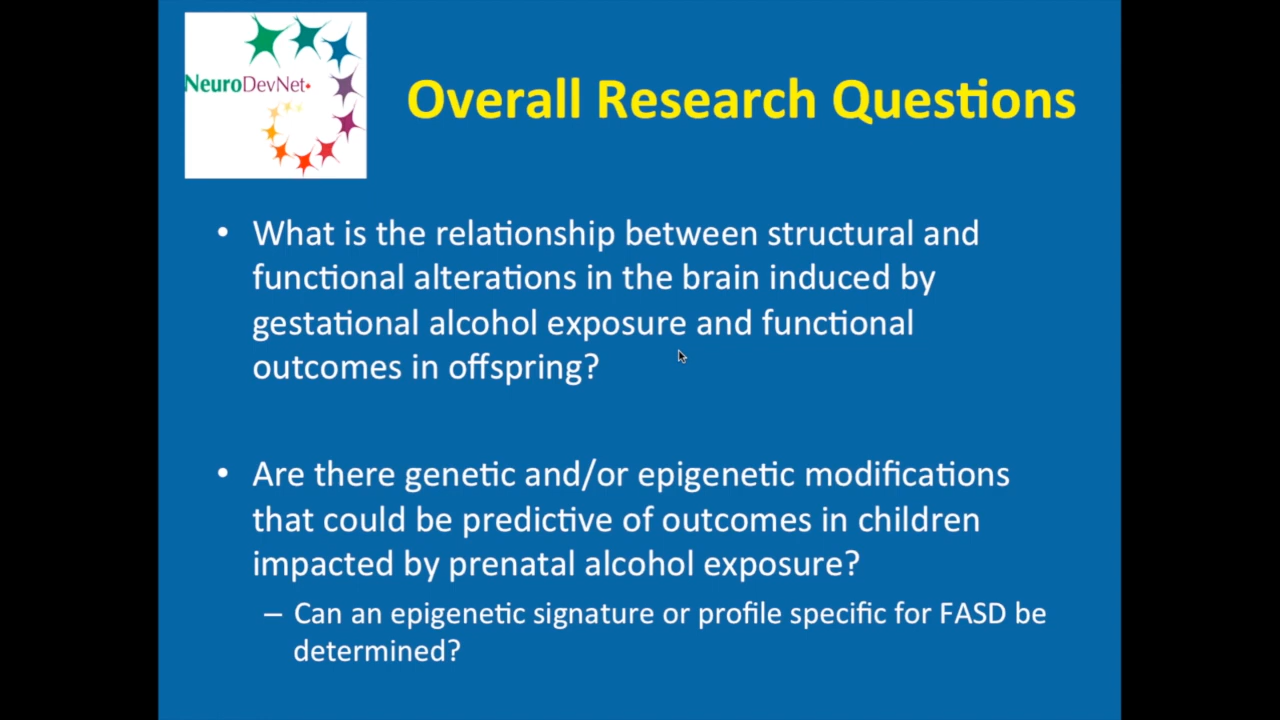 NeuroDevNet
Overall Research Questions
• What is the relationship between structural and
functional alterations in the brain induced by
gestational alcohol exposure and functional
outcomes in offspring?
• Are there genetic and/or epigenetic modifications
that could be predictive of outcomes in children
impacted by prenatal alcohol exposure?
– Can an epigenetic signature or profile specific for FASD be
determined?